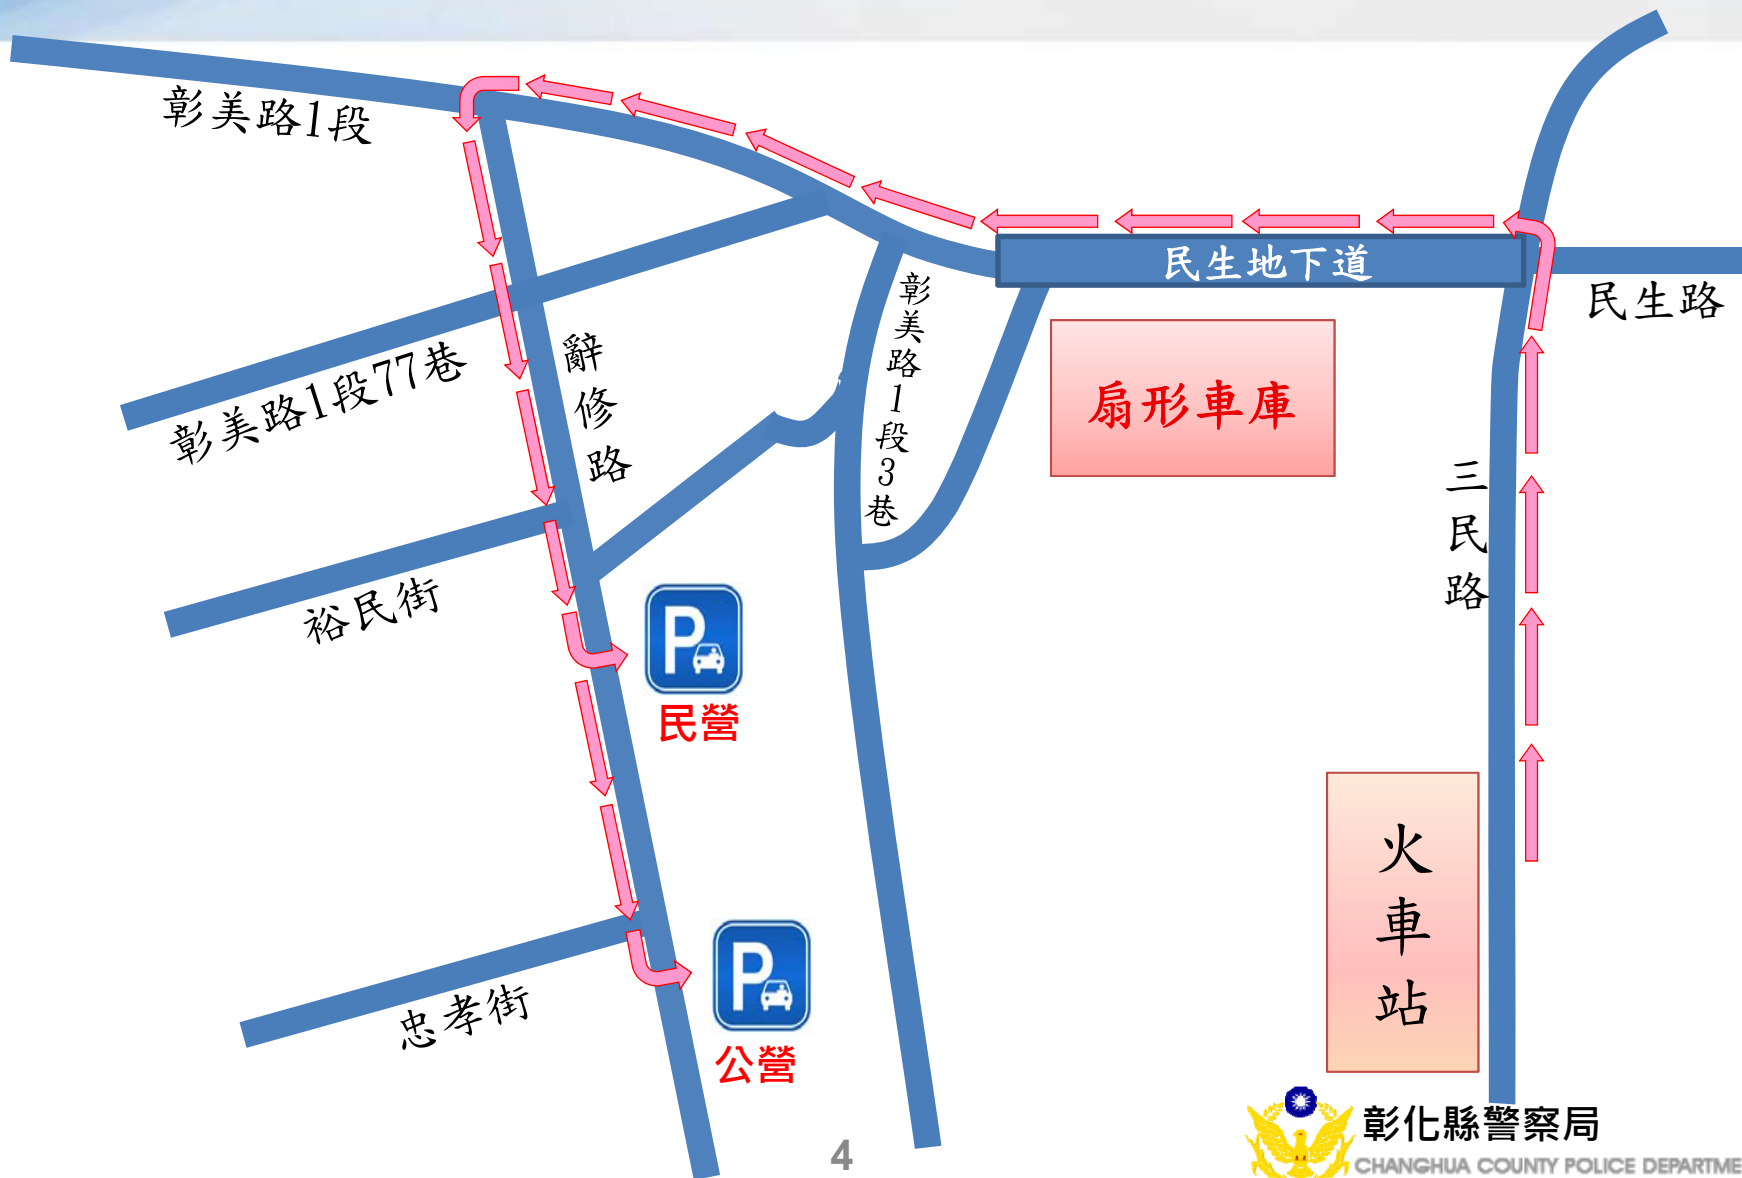 彰美路1段
民生地下道
民生路
彰美路1段3巷
辭修路
彰美路1段77巷
扇形車庫
三民路
裕民街
P
民營
火車站
P
忠孝街
公營
4
彰化縣警察局
CHANGHUA COUNTY POLICE DEPARTME